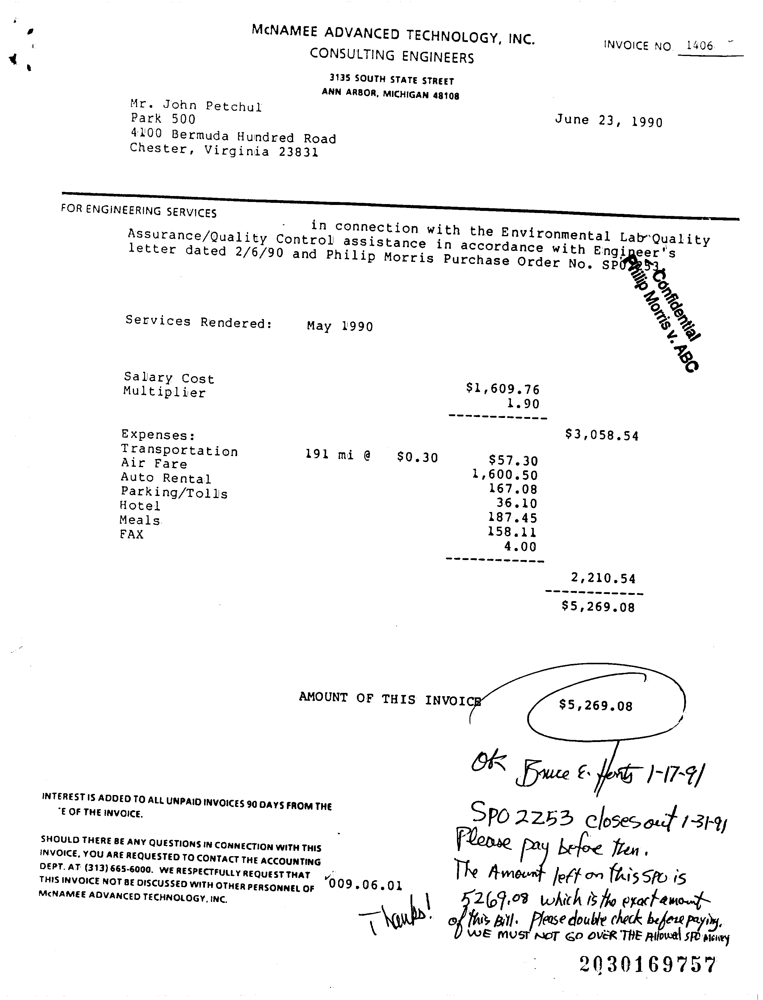 McNAMEE ADVANCED TECHNOLOGY, INC.
CONSULTING ENGINEERS
INVOICE NO. 1406
3135 SOUTH STATE STREET
ANN ARBOR, MICHIGAN 48108
Mr. John Petchul
Park 500
4100 Bermuda Hundred Road
Chester, Virginia 23831
June 23, 1990
FOR ENGINEERING SERVICES
in connection with the Environmental Lab Quality
Assurance/Quality Control assistance in accordance with Engineer's
letter dated 2/6/90 and Philip Morris Purchase Order No.
Confidential
Philip Morris v. ABC
Services Rendered: May 1990
Salary Cost $1,609.76
Multiplier 1.90
------------
$3,058.54
Expenses:
Transportation 191 mi @ $0.30 $57.30
Air Fare 1,600.50
Auto Rental 167.08
Parking/Tolls 36.10
Hotel 187.45
Meals 158.11
FAX 4.00
------------
2,210.54
------------
$5,269.08
AMOUNT OF THIS INVOICE $5,269.08
OK Bruce E. 1-17-91
SPO 2253 closes out 1-31-91
Please pay before then.
The Amount left on this SPO is
5269.08 which is the exact amount
of this Bill. Please double check before paying.
WE MUST NOT GO OVER THE Allowed SPO Money
Thanks!
INTEREST IS ADDED TO ALL UNPAID INVOICES 90 DAYS FROM THE
'E OF THE INVOICE.
SHOULD THERE BE ANY QUESTIONS IN CONNECTION WITH THIS
INVOICE, YOU ARE REQUESTED TO CONTACT THE ACCOUNTING
DEPT. AT (313) 665-6000. WE RESPECTFULLY REQUEST THAT
THIS INVOICE NOT BE DISCUSSED WITH OTHER PERSONNEL OF
McNAMEE ADVANCED TECHNOLOGY, INC.
009.06.01
2030169757